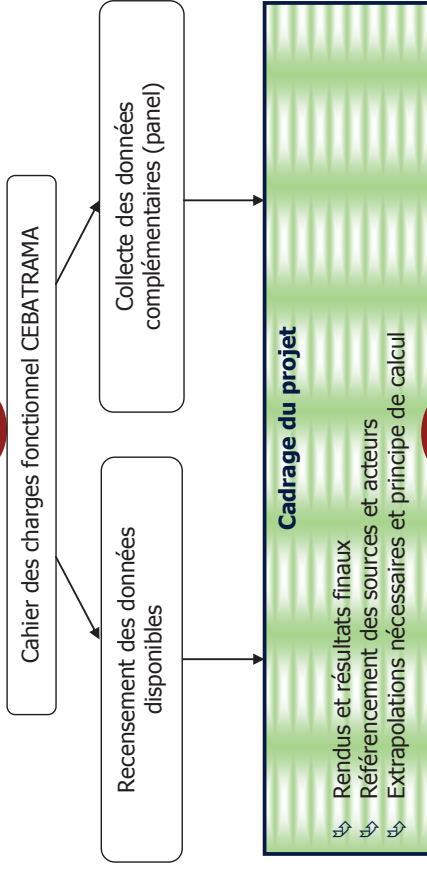 Cahier des charges fonctionnel CEBATRAMA
Recensement des données
disponibles
Collecte des données
complémentaires (panel)
Cadrage du projet
Rendus et résultats finaux
Référencement des sources et acteurs
Extrapolations nécessaires et principe de calcul